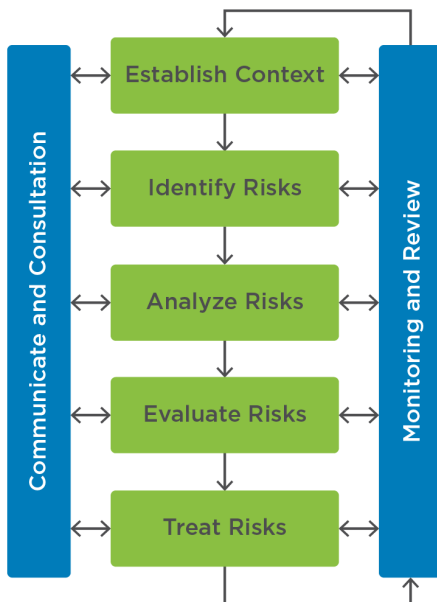 Establish Context
Identify Risks
Analyze Risks
Evaluate Risks
Treat Risks
Communicate and Consultation
Monitoring and Review